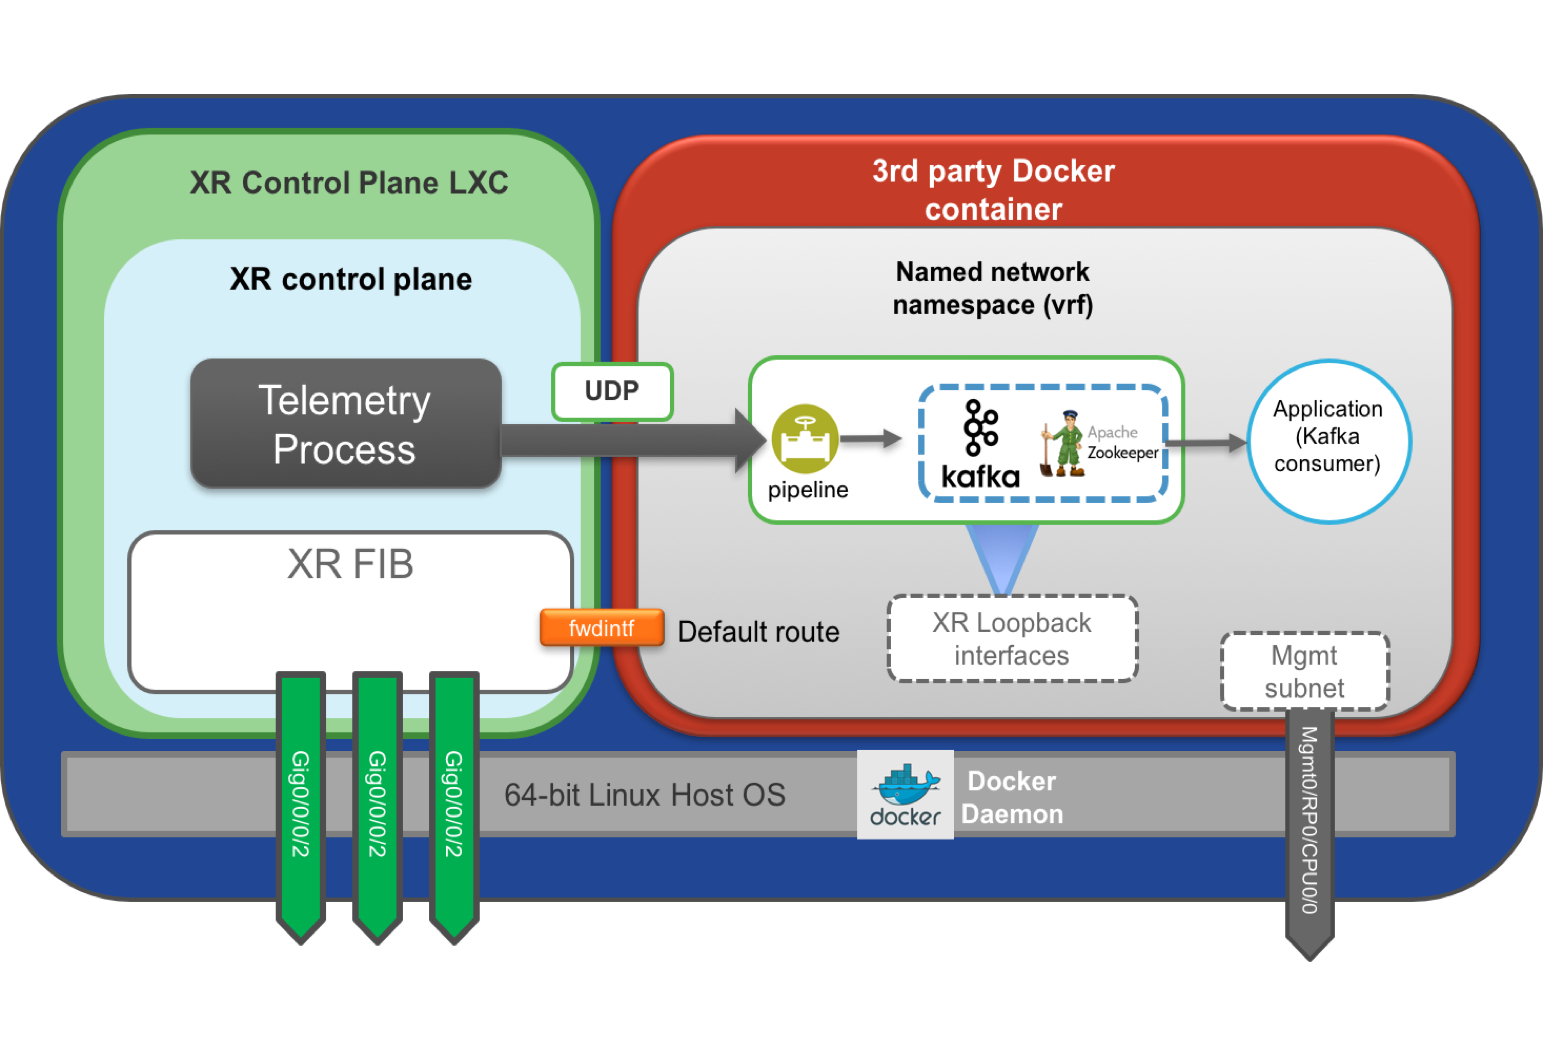 XR Control Plane LXC
XR control plane
Telemetry
Process
UDP
XR FIB
fwdintf
Default route
3rd party Docker
container
Named network
namespace (vrf)
pipeline
kafka
Apache
Zookeeper
Application
(Kafka
consumer)
XR Loopback
interfaces
Mgmt
subnet
64-bit Linux Host OS
docker
Docker
Daemon
Gig0/0/0/2
Gig0/0/0/2
Gig0/0/0/2
Mgmt0/RP0/CPU0/0